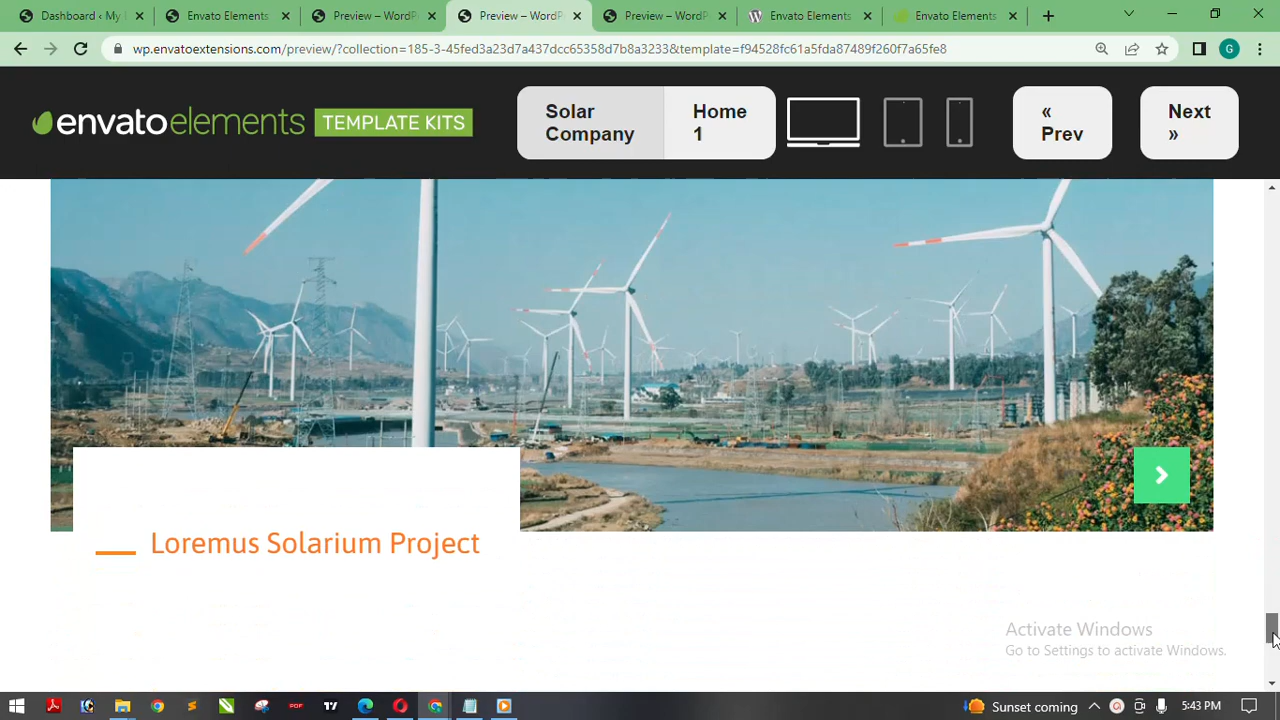 Dashboard ‹ My
Envato Elements
Preview – WordP
Preview – WordP
Preview – WordP
Envato Elements
Envato Elements
wp.envatoextensions.com/preview/?collection=185-3-45fed3a23d7a437dcc65358d7b8a3233&template=f94528fc61a5fda87489f260f7a65fe8
G
envatoelements TEMPLATE KITS
Solar
Company
Home
1
«
Prev
Next
»
Loremus Solarium Project
Activate Windows
Go to Settings to activate Windows.
Sunset coming
5:43 PM